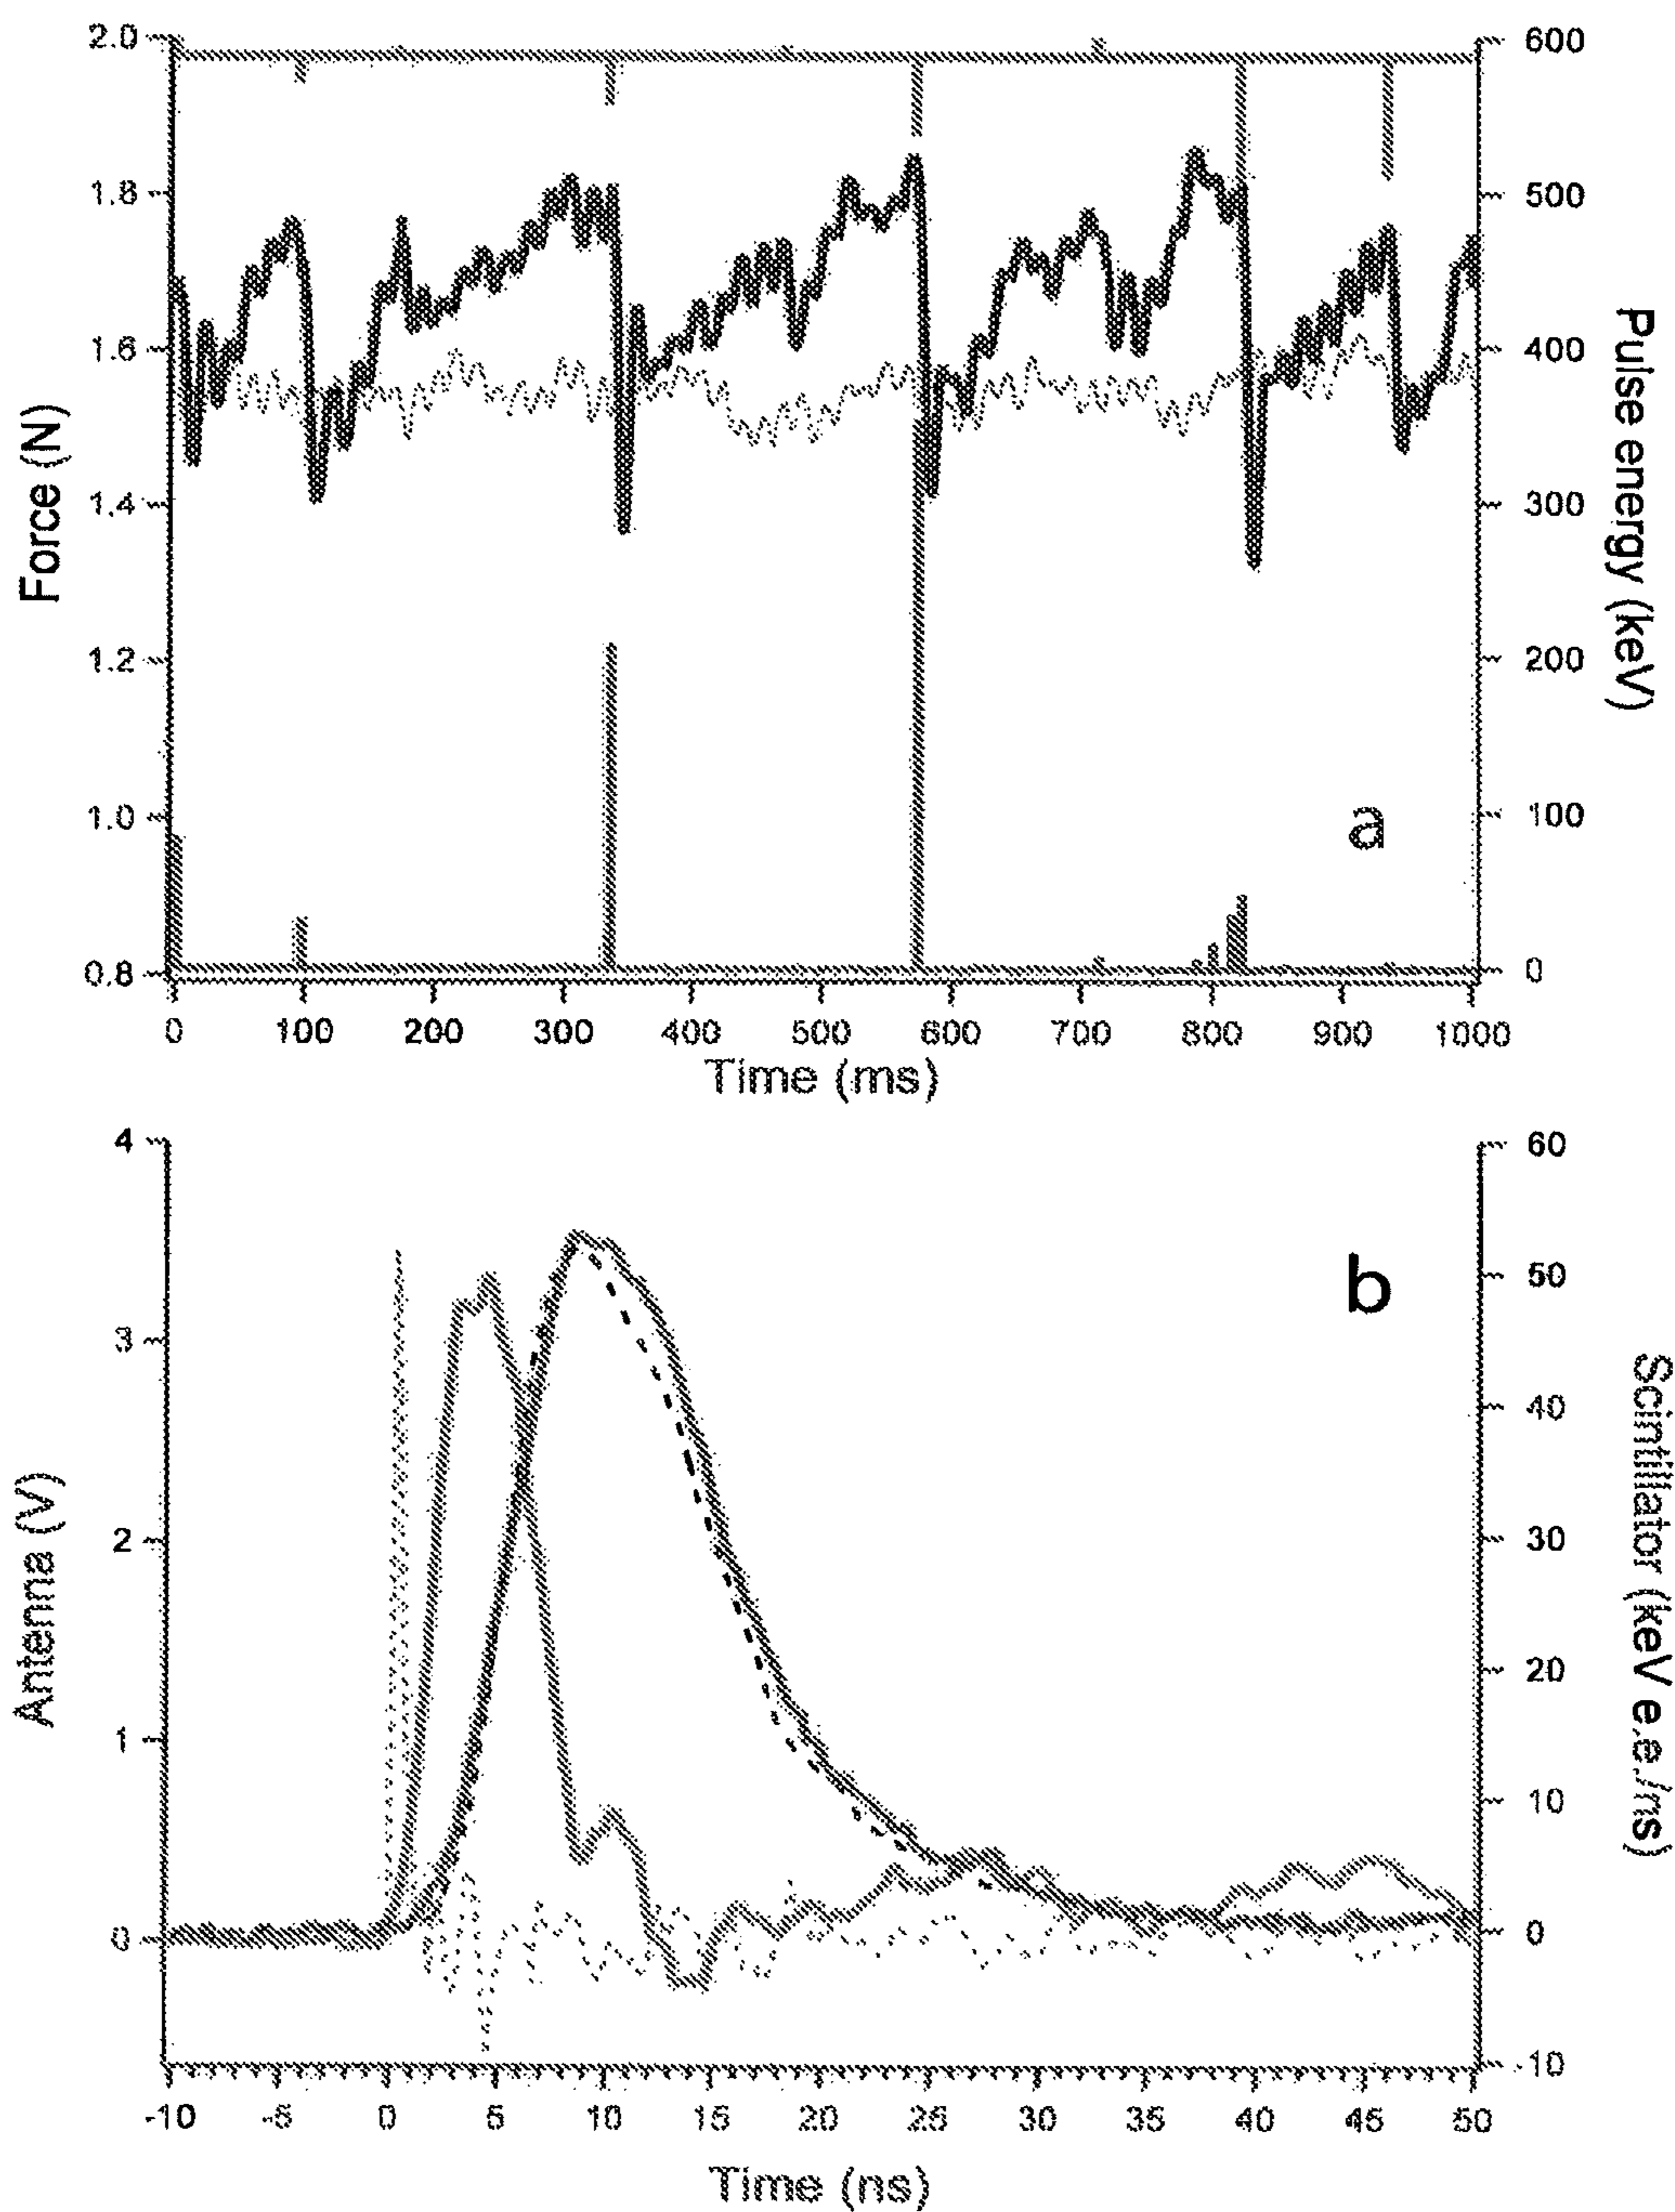 2.0
1.8
1.6
1.4
1.2
1.0
0.8
Force (N)
600
500
400
300
200
100
0
Pulse energy (keV)
a
0 100 200 300 400 500 600 700 800 900 1000
Time (ms)
4
3
2
1
0
Antenna (V)
60
50
40
30
20
10
0
-10
Scintillator (keV e.e./ns)
b
-10 -5 0 5 10 15 20 25 30 35 40 45 50
Time (ns)